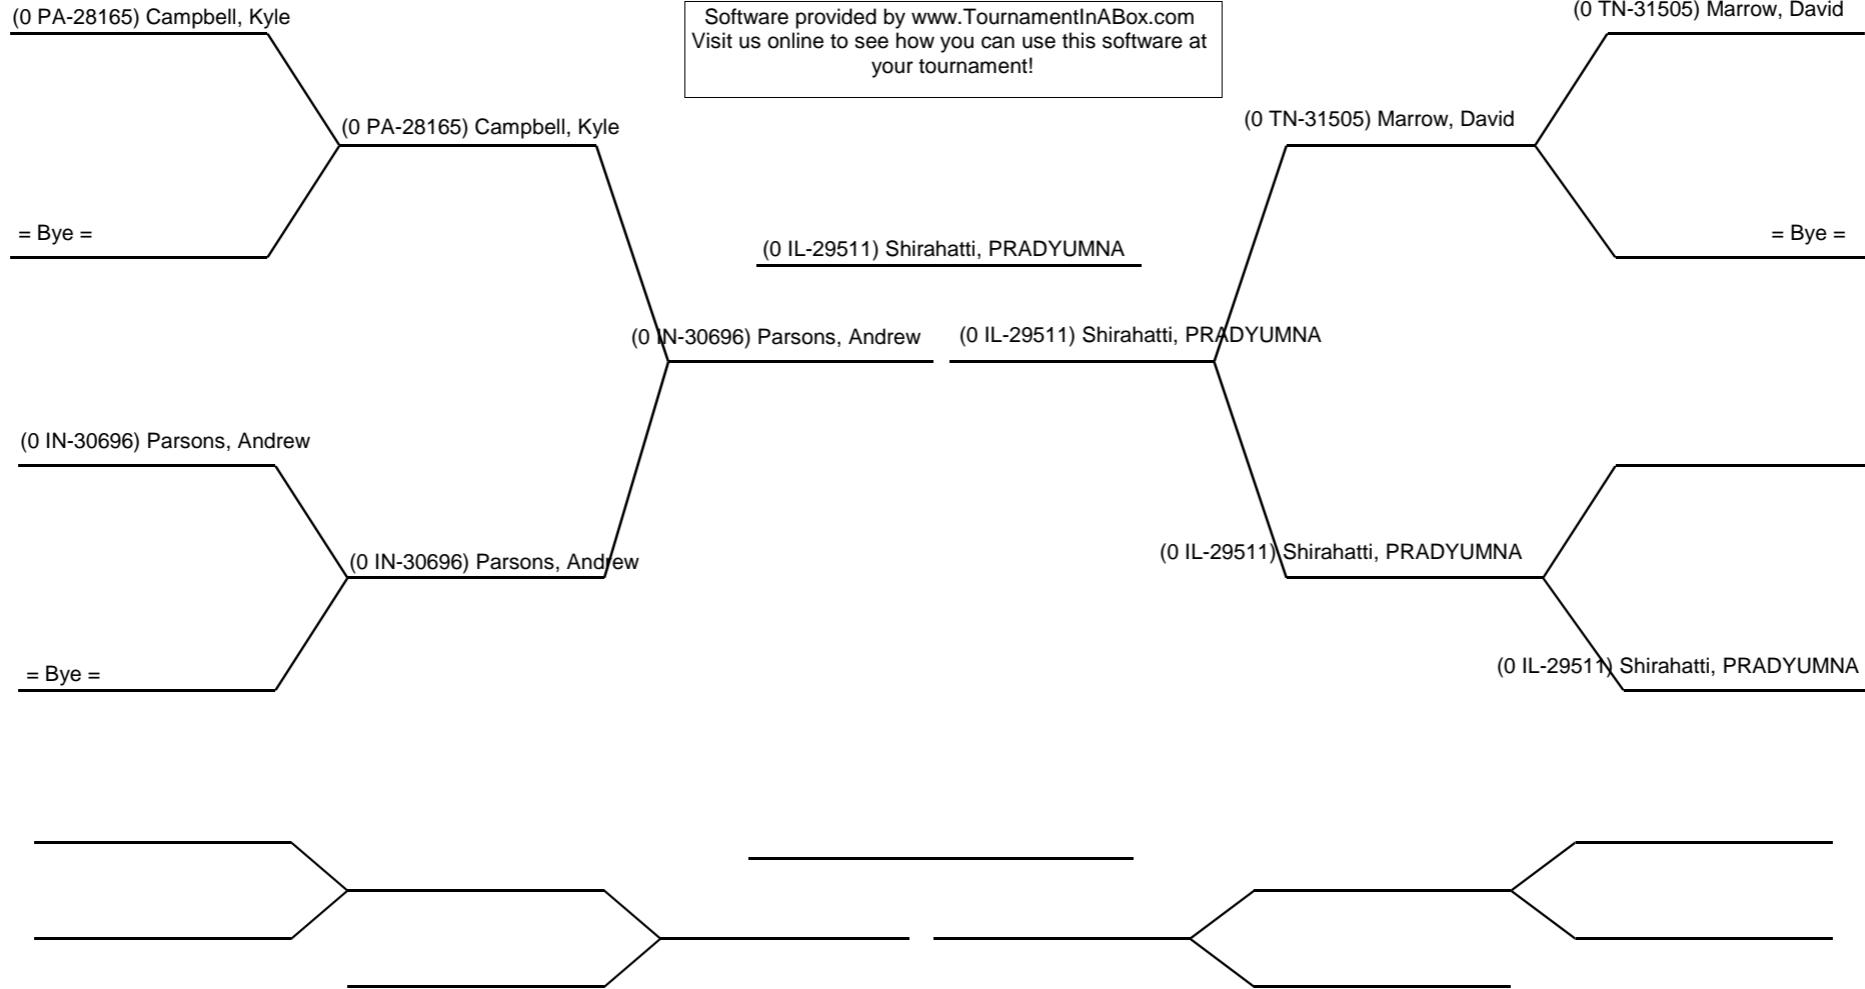 (0 PA-28165) Campbell, Kyle
Software provided by www.TournamentInABox.com
Visit us online to see how you can use this software at
your tournament!
(0 TN-31505) Marrow, David
(0 PA-28165) Campbell, Kyle
(0 TN-31505) Marrow, David
= Bye =
= Bye =
(0 IL-29511) Shirahatti, PRADYUMNA
(0 IN-30696) Parsons, Andrew
(0 IL-29511) Shirahatti, PRADYUMNA
(0 IN-30696) Parsons, Andrew
(0 IN-30696) Parsons, Andrew
(0 IL-29511) Shirahatti, PRADYUMNA
= Bye =
(0 IL-29511) Shirahatti, PRADYUMNA